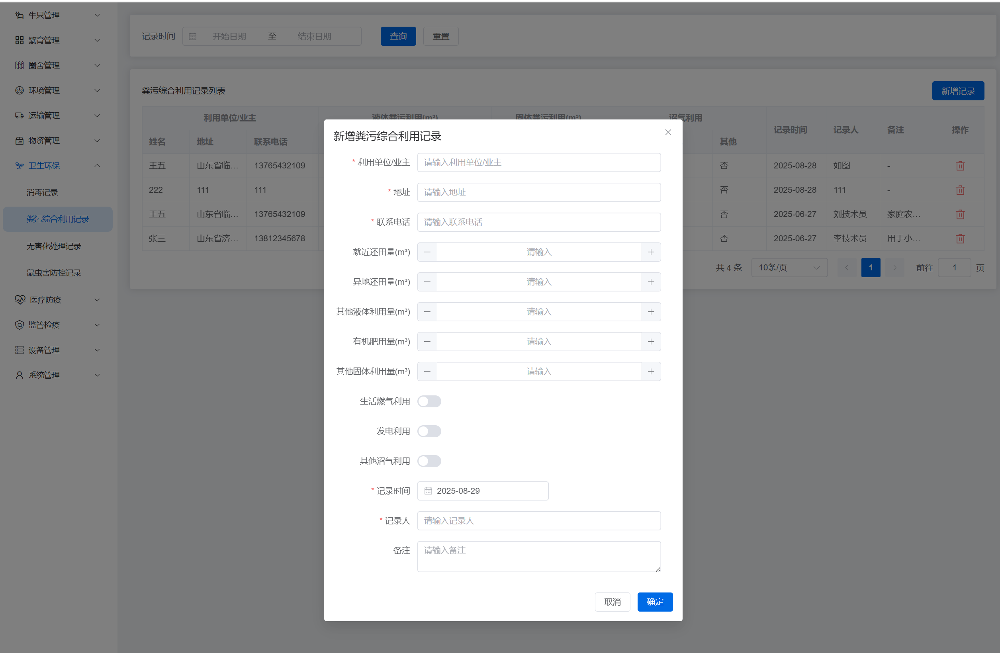 牛只管理
繁育管理
圈舍管理
环境管理
运输管理
物资管理
卫生环保
消毒记录
粪污综合利用记录
无害化处理记录
鼠虫害防控记录
医疗防疫
监管检疫
设备管理
系统管理
记录时间 开始日期 至 结束日期 查询 重置
粪污综合利用记录列表 新增记录
利用单位/业主 液体粪污利用(m³) 固体粪污利用(m³) 沼气利用 记录时间 记录人 备注 操作
姓名 地址 联系电话 其他
王五 山东省临... 13765432109 否 2025-08-28 如图 -
222 111 111 否 2025-08-28 111 -
王五 山东省临... 13765432109 否 2025-06-27 刘技术员 家庭农...
张三 山东省济... 13812345678 否 2025-06-27 李技术员 用于小...
共 4 条 10条/页 1 前往 1 页
新增粪污综合利用记录
* 利用单位/业主 请输入利用单位/业主
* 地址 请输入地址
* 联系电话 请输入联系电话
就近还田量(m³) 请输入
异地还田量(m³) 请输入
其他液体利用量(m³) 请输入
有机肥用量(m³) 请输入
其他固体利用量(m³) 请输入
生活燃气利用
发电利用
其他沼气利用
* 记录时间 2025-08-29
* 记录人 请输入记录人
备注 请输入备注
取消 确定